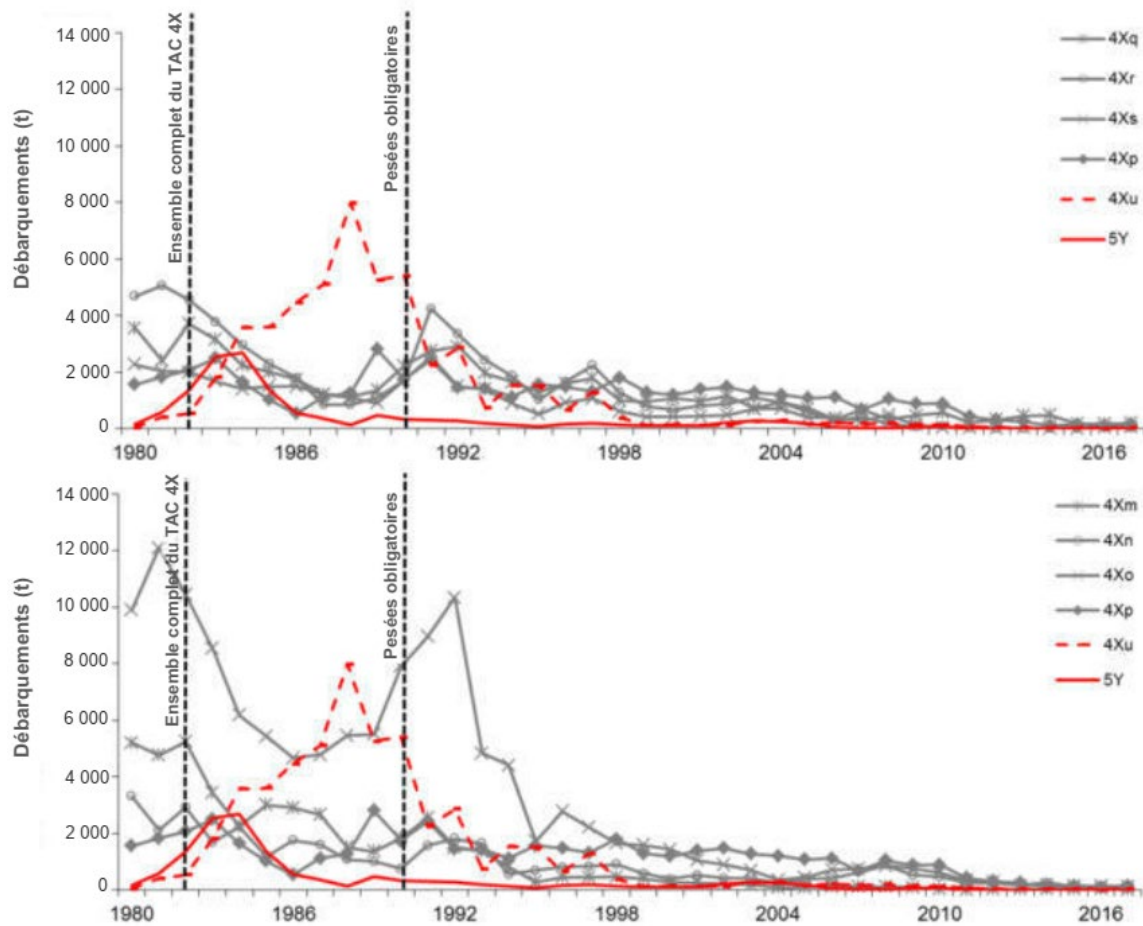 14 000
12 000
10 000
8 000
6 000
4 000
2 000
0
Débarquements (t)
Ensemble complet du TAC 4X
Pesées obligatoires
4Xq
4Xr
4Xs
4Xp
4Xu
5Y
1980
1986
1992
1998
2004
2010
2016
14 000
12 000
10 000
8 000
6 000
4 000
2 000
0
Débarquements (t)
Ensemble complet du TAC 4X
Pesées obligatoires
4Xm
4Xn
4Xo
4Xp
4Xu
5Y
1980
1986
1992
1998
2004
2010
2016